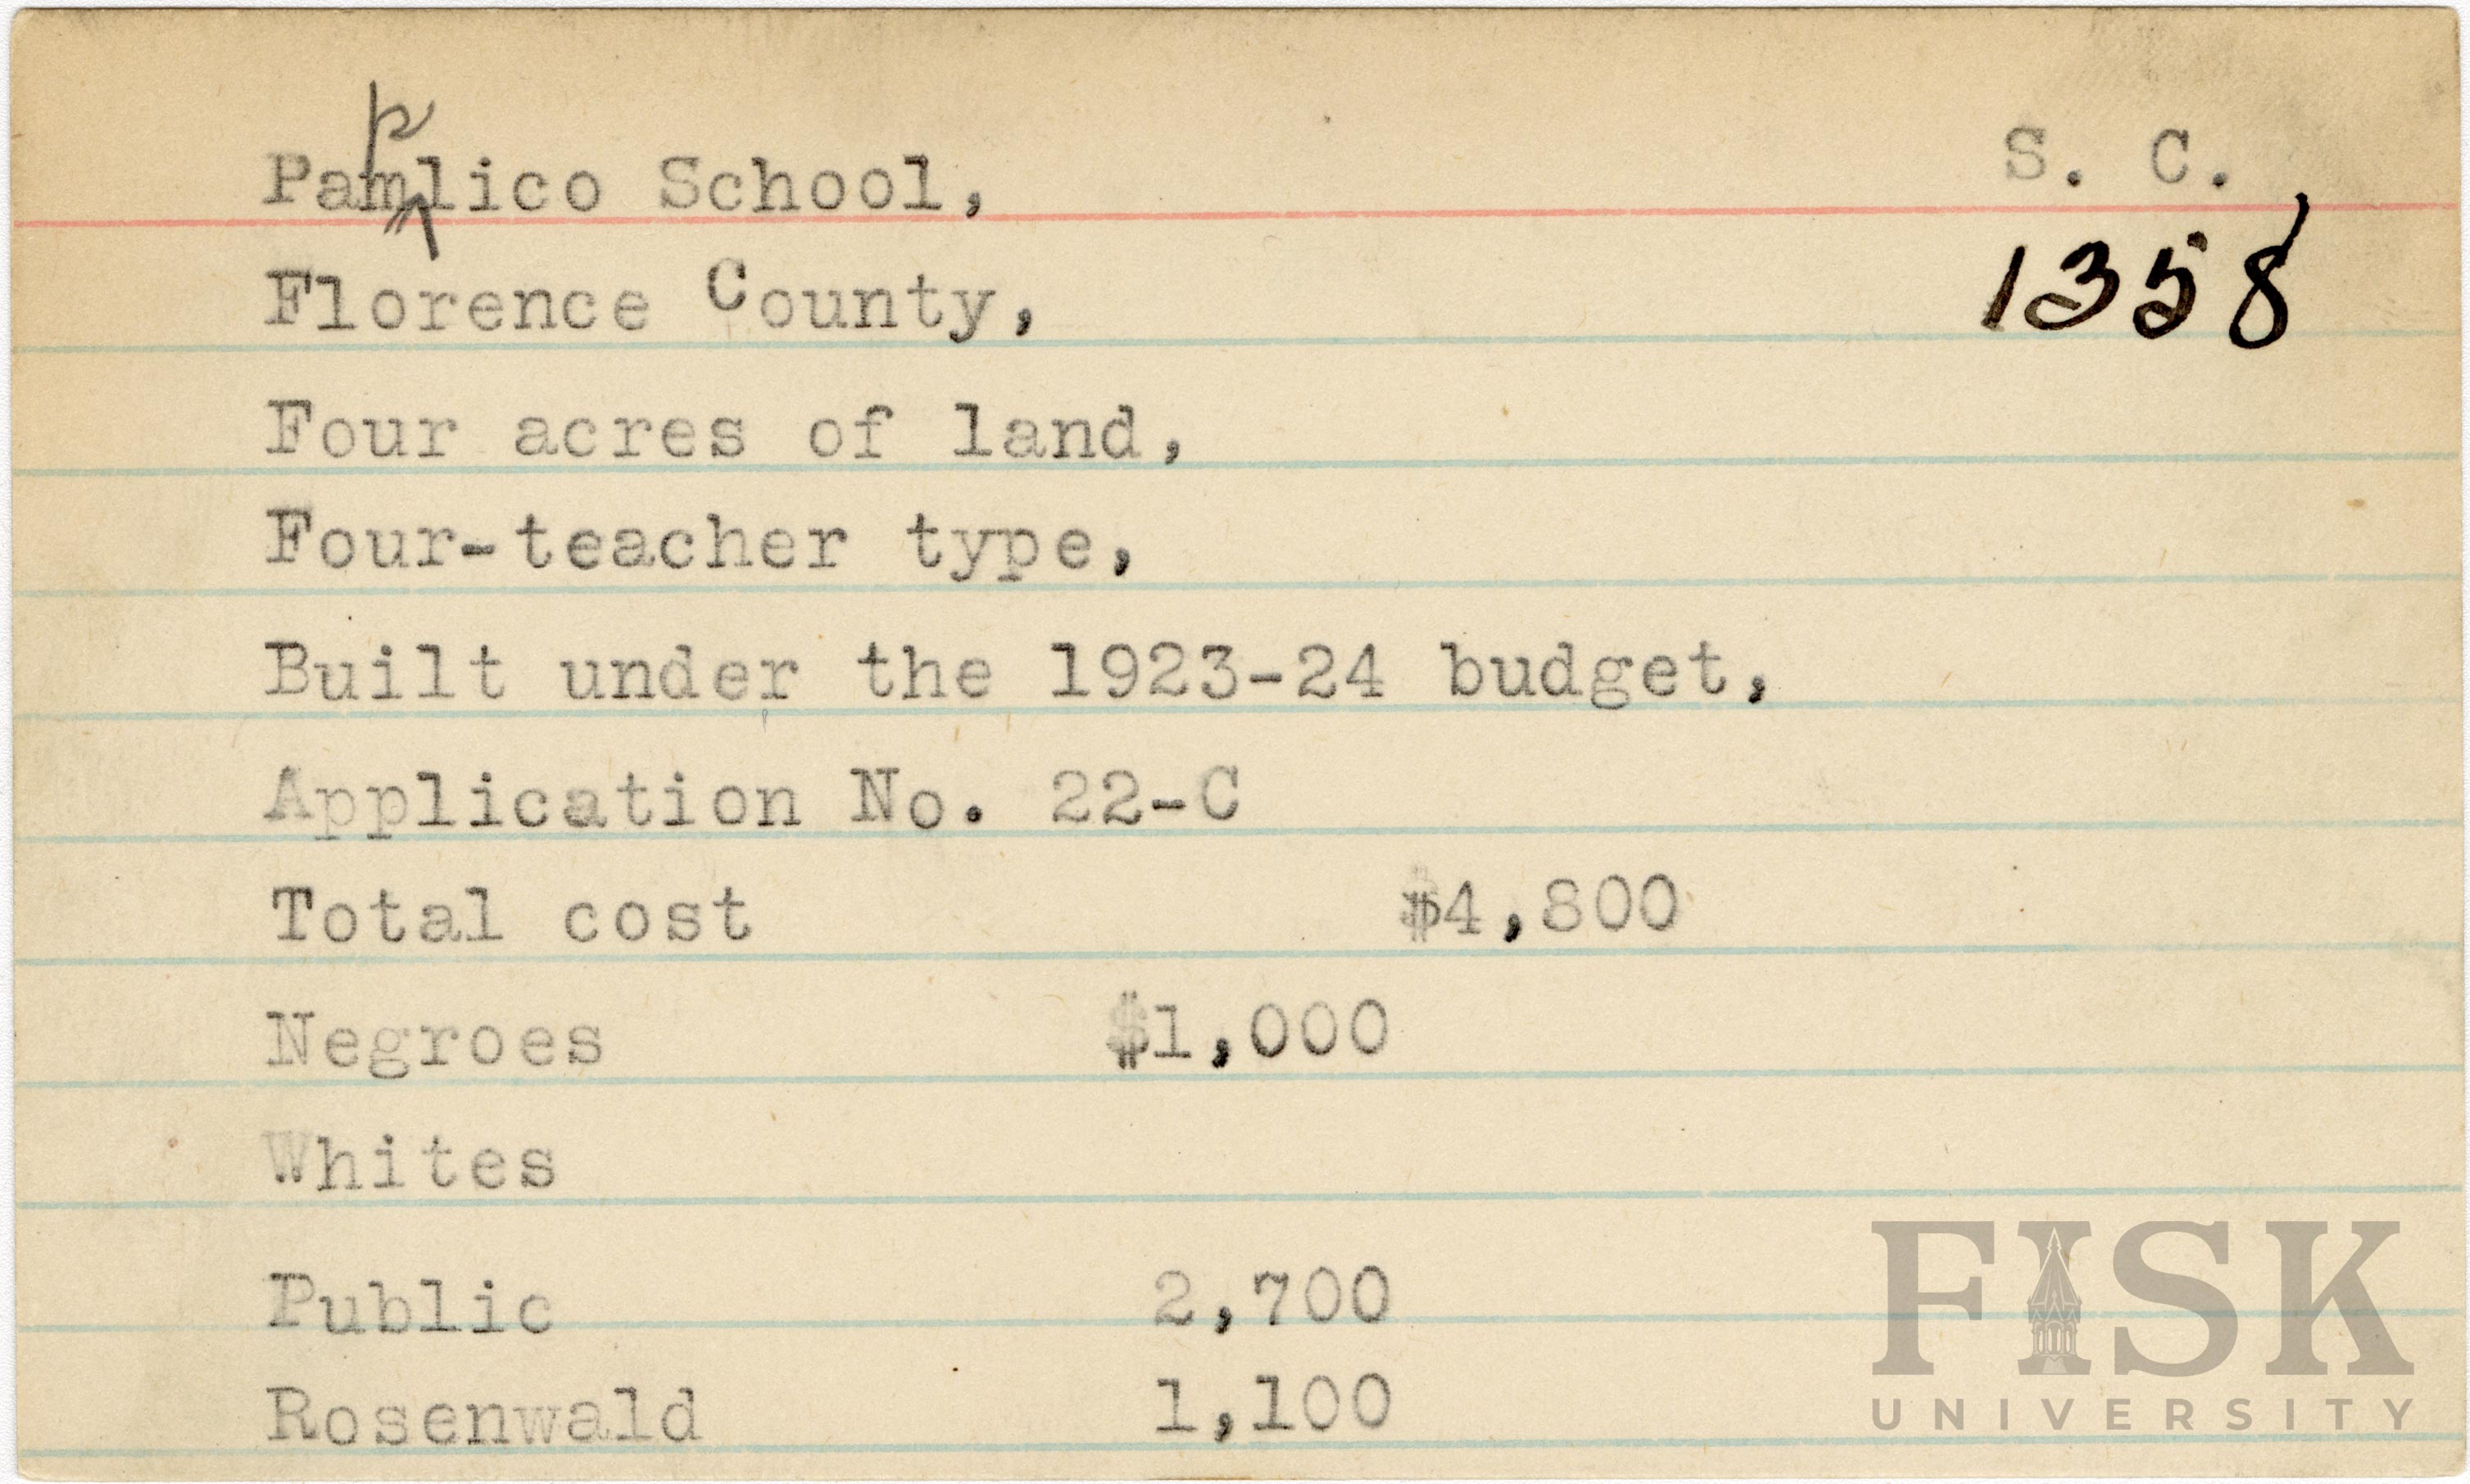 p
Pamlico School,
S. C.
Florence County,
1358
Four acres of land,
Four-teacher type,
Built under the 1923-24 budget,
Application No. 22-C
Total cost $4,800
Negroes $1,000
Whites
Public 2,700
Rosenwald 1,100
FISK
UNIVERSITY